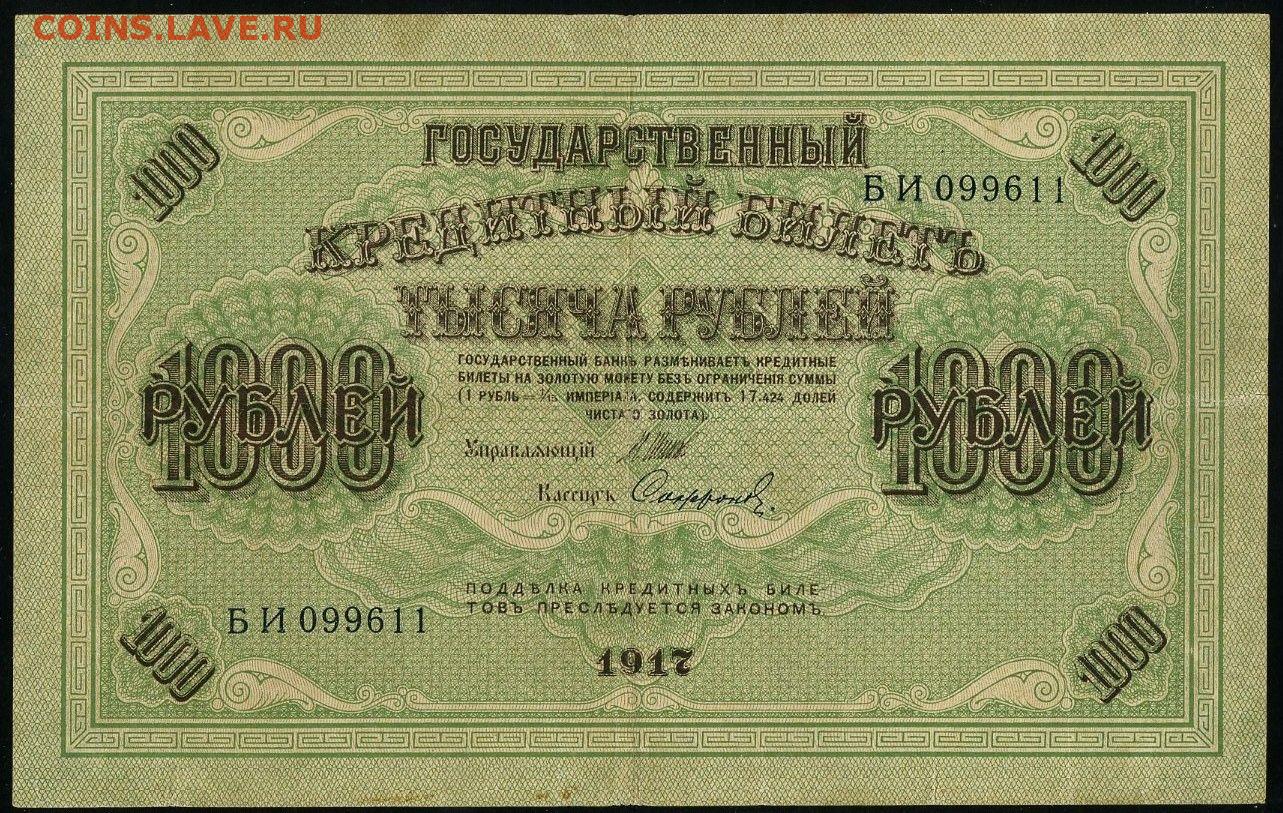 COINS.LAVE.RU
ГОСУДАРСТВЕННЫЙ
1000
1000
БИ 099611
КРЕДИТНЫЙ БИЛЕТЪ
ТЫСЯЧА РУБЛЕЙ
1000
РУБЛЕЙ
1000
РУБЛЕЙ
ГОСУДАРСТВЕННЫЙ БАНКЪ РАЗМѢНИВАЕТЪ КРЕДИТНЫЕ
БИЛЕТЫ НА ЗОЛОТУЮ МОНЕТУ БЕЗЪ ОГРАНИЧЕНІЯ СУММЫ
(1 РУБЛЬ = 1/15 ИМПЕРІАЛА, СОДЕРЖИТЪ 17.424 ДОЛЕЙ
ЧИСТАГО ЗОЛОТА).
Управляющій
Кассиръ Сафронов
ПОДДѢЛКА КРЕДИТНЫХЪ БИЛЕ-
ТОВЪ ПРЕСЛѢДУЕТСЯ ЗАКОНОМЪ.
БИ 099611
1917
1000
1000